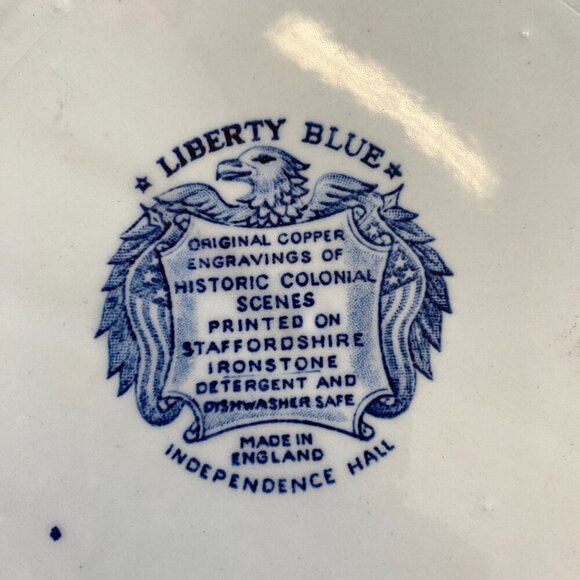 LIBERTY BLUE
ORIGINAL COPPER
ENGRAVINGS OF
HISTORIC COLONIAL
SCENES
PRINTED ON
STAFFORDSHIRE
IRONSTONE
DETERGENT AND
DISHWASHER SAFE
MADE IN
ENGLAND
INDEPENDENCE HALL